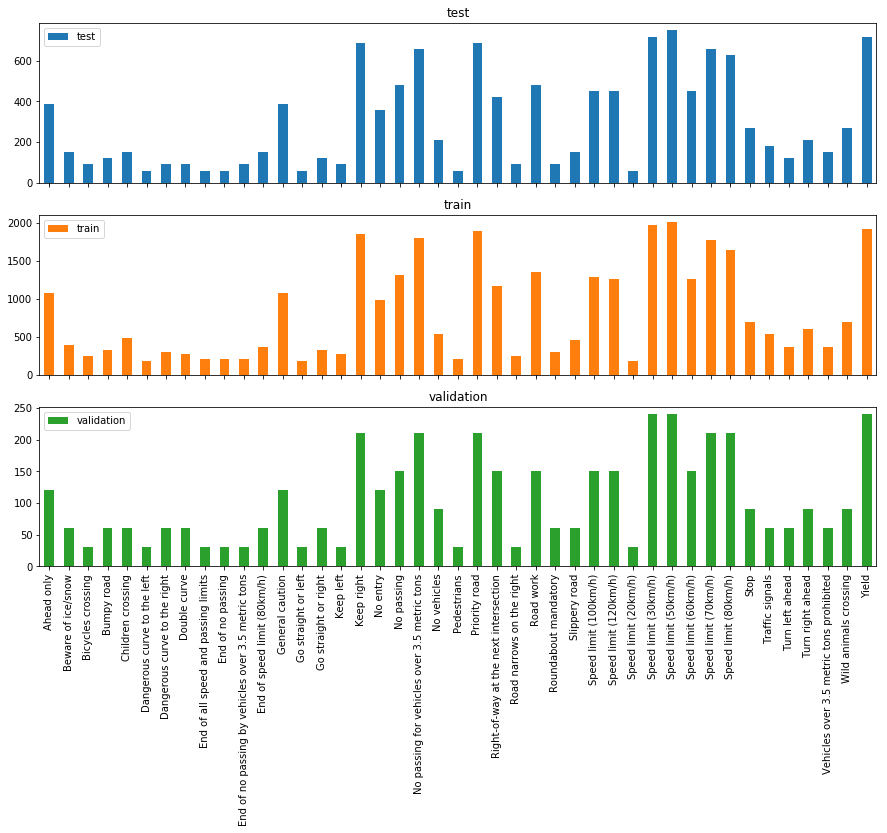 test
test
600
400
200
0
train
train
2000
1500
1000
500
0
validation
validation
250
200
150
100
50
0
Ahead only
Beware of ice/snow
Bicycles crossing
Bumpy road
Children crossing
Dangerous curve to the left
Dangerous curve to the right
Double curve
End of all speed and passing limits
End of no passing
End of no passing by vehicles over 3.5 metric tons
End of speed limit (80km/h)
General caution
Go straight or left
Go straight or right
Keep left
Keep right
No entry
No passing
No passing for vehicles over 3.5 metric tons
No vehicles
Pedestrians
Priority road
Right-of-way at the next intersection
Road narrows on the right
Road work
Roundabout mandatory
Slippery road
Speed limit (100km/h)
Speed limit (120km/h)
Speed limit (20km/h)
Speed limit (30km/h)
Speed limit (50km/h)
Speed limit (60km/h)
Speed limit (70km/h)
Speed limit (80km/h)
Stop
Traffic signals
Turn left ahead
Turn right ahead
Vehicles over 3.5 metric tons prohibited
Wild animals crossing
Yield